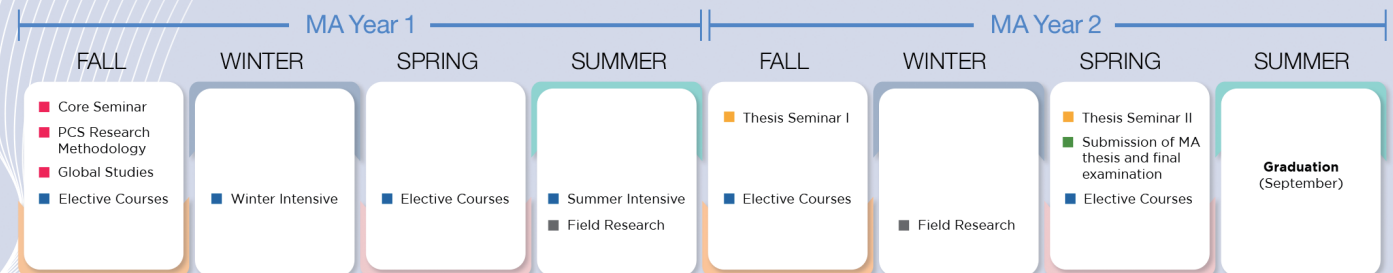 MA Year 1
MA Year 2
FALL
WINTER
SPRING
SUMMER
FALL
WINTER
SPRING
SUMMER
Core Seminar
PCS Research
Methodology
Global Studies
Elective Courses
Winter Intensive
Elective Courses
Summer Intensive
Field Research
Thesis Seminar I
Elective Courses
Field Research
Thesis Seminar II
Submission of MA
thesis and final
examination
Elective Courses
Graduation
(September)